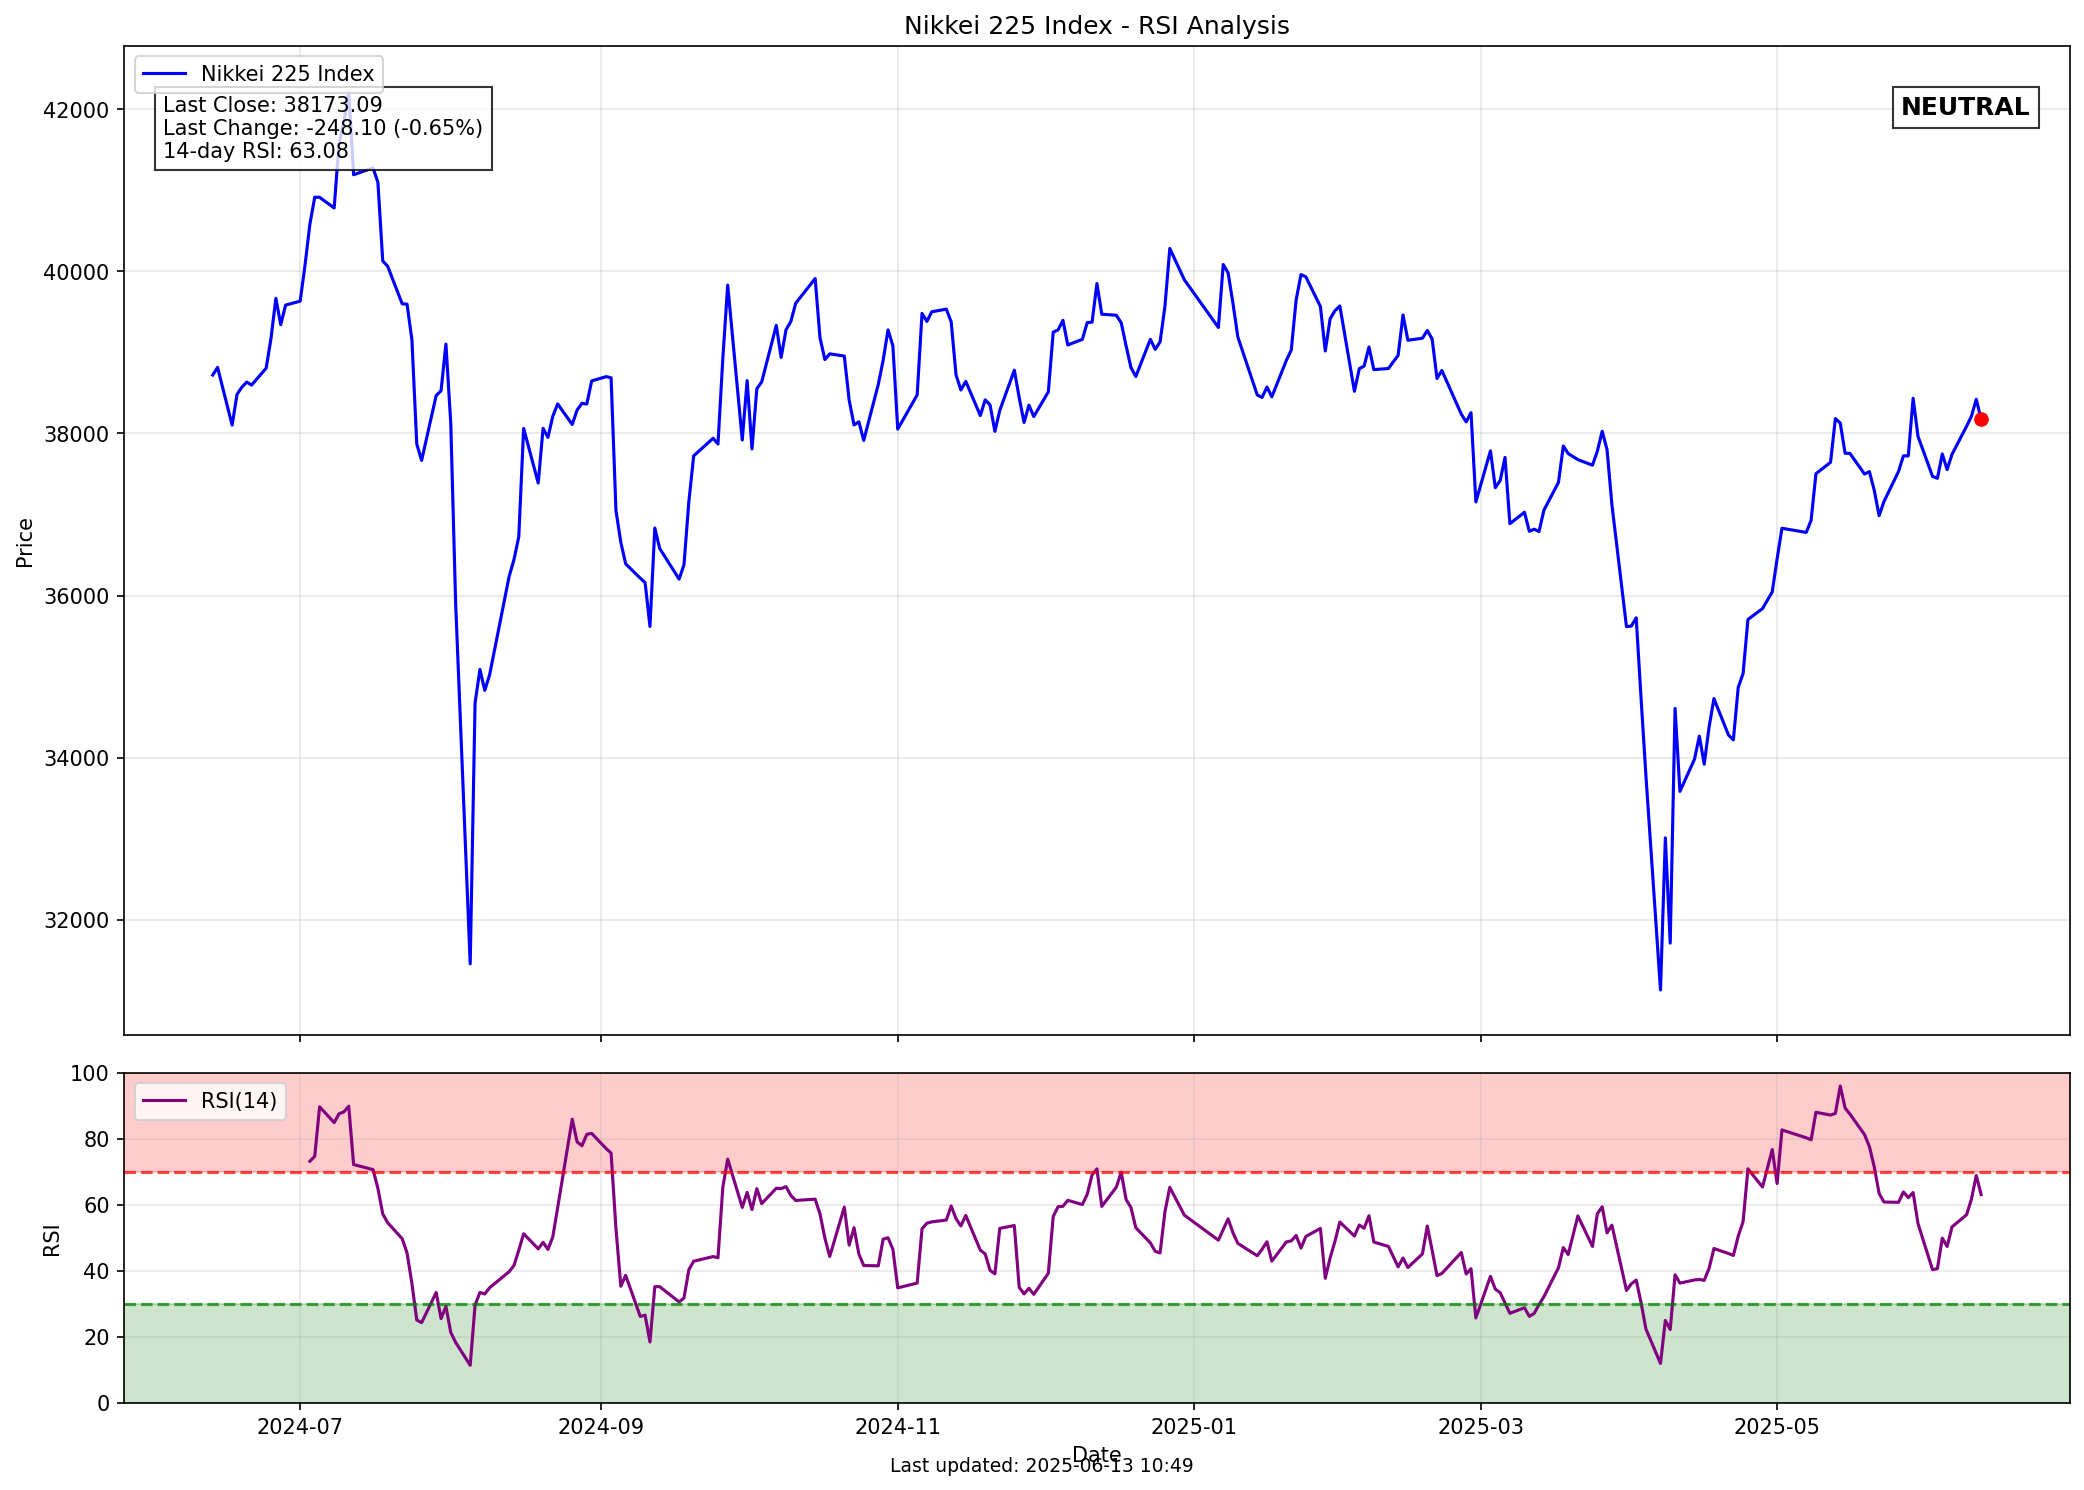 Nikkei 225 Index - RSI Analysis
Nikkei 225 Index
Last Close: 38173.09
Last Change: -248.10 (-0.65%)
14-day RSI: 63.08
NEUTRAL
42000
40000
38000
36000
34000
32000
Price
100
80
60
40
20
0
RSI
RSI(14)
2024-07
2024-09
2024-11
2025-01
2025-03
2025-05
Date
Last updated: 2025-06-13 10:49